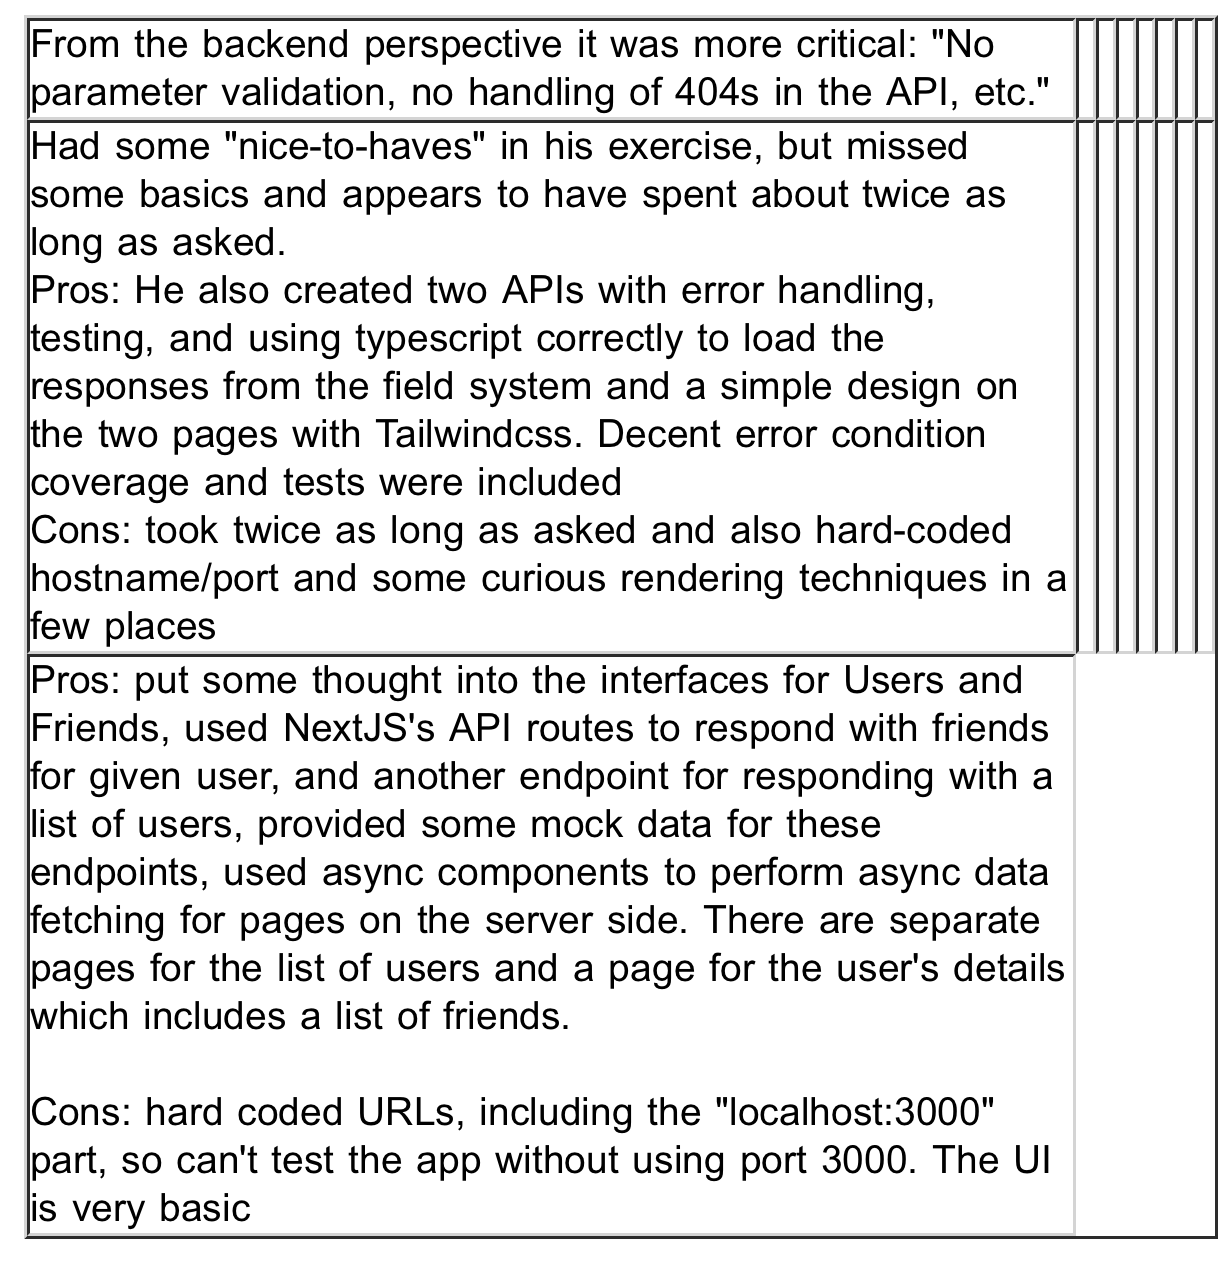 From the backend perspective it was more critical: "No
parameter validation, no handling of 404s in the API, etc."
Had some "nice-to-haves" in his exercise, but missed
some basics and appears to have spent about twice as
long as asked.
Pros: He also created two APIs with error handling,
testing, and using typescript correctly to load the
responses from the field system and a simple design on
the two pages with Tailwindcss. Decent error condition
coverage and tests were included
Cons: took twice as long as asked and also hard-coded
hostname/port and some curious rendering techniques in a
few places
Pros: put some thought into the interfaces for Users and
Friends, used NextJS's API routes to respond with friends
for given user, and another endpoint for responding with a
list of users, provided some mock data for these
endpoints, used async components to perform async data
fetching for pages on the server side. There are separate
pages for the list of users and a page for the user's details
which includes a list of friends.
Cons: hard coded URLs, including the "localhost:3000"
part, so can't test the app without using port 3000. The UI
is very basic